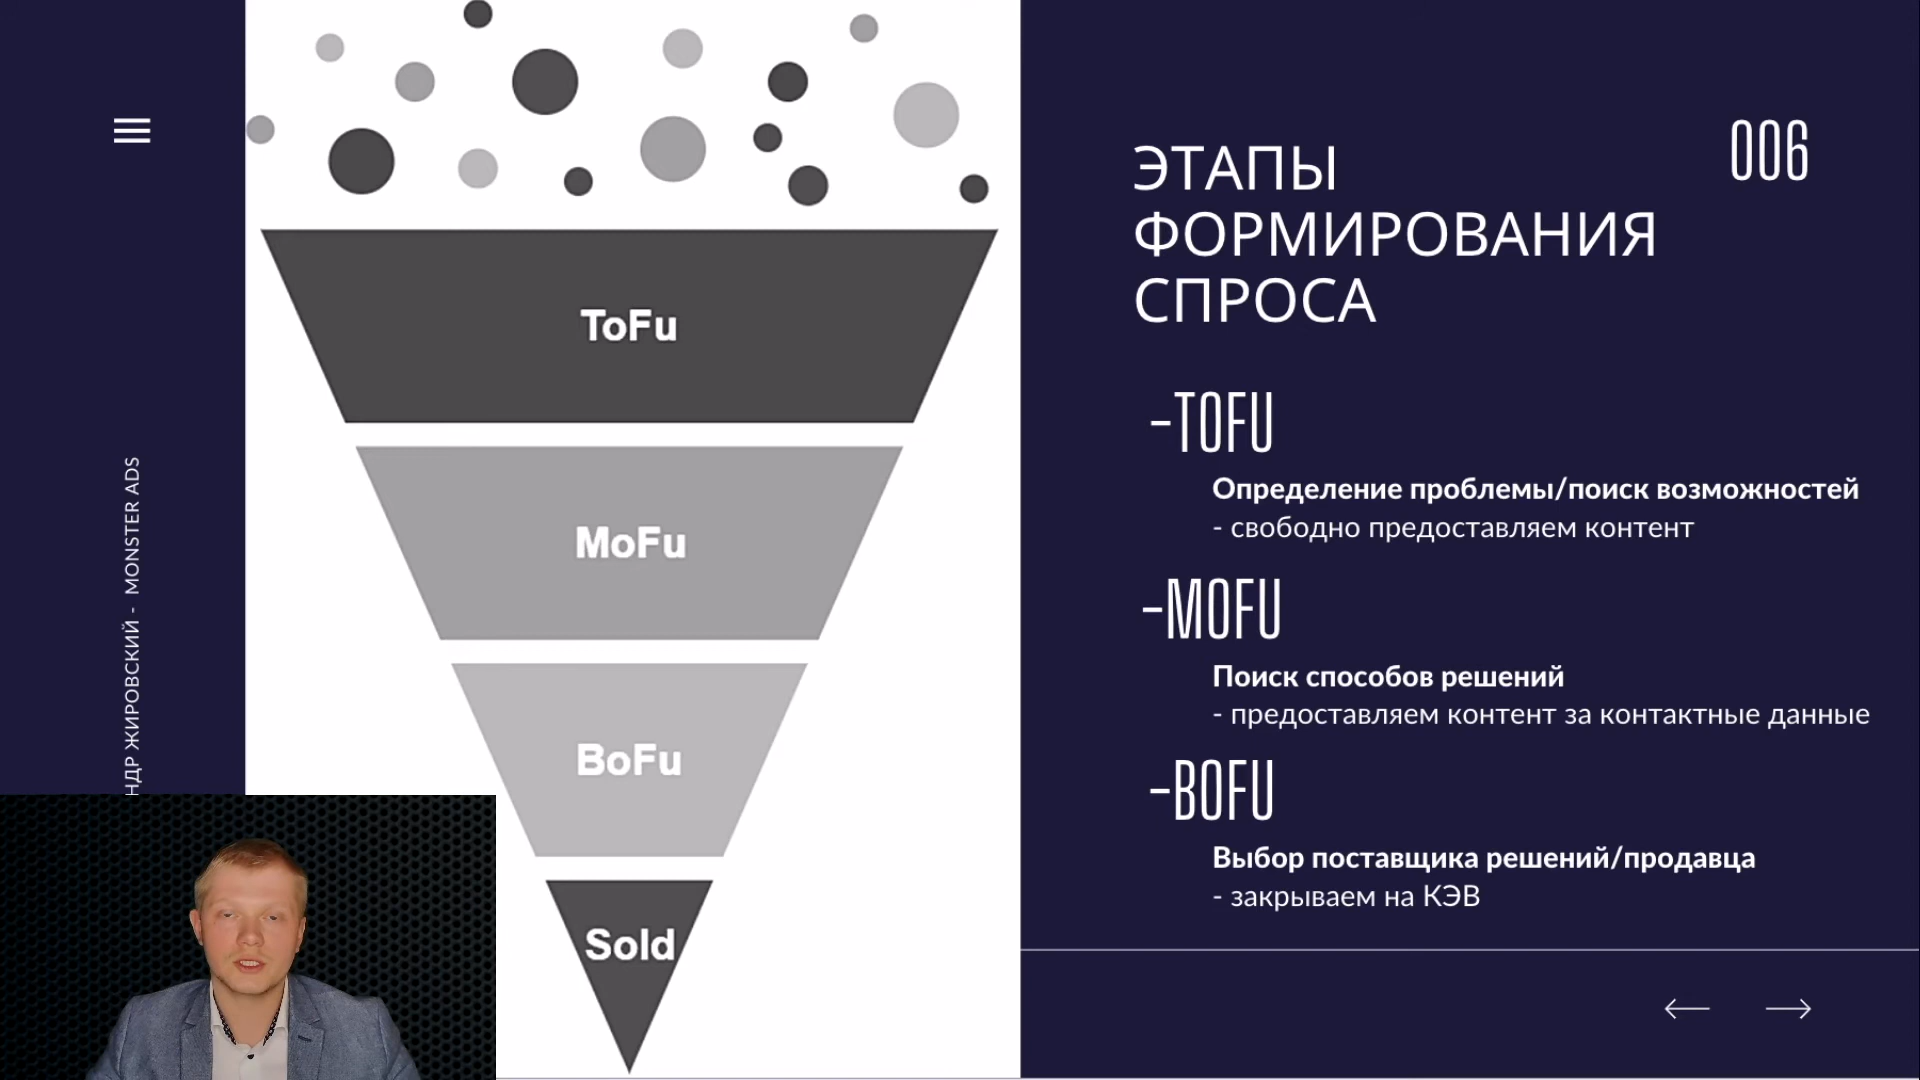 ЭТАПЫ
ФОРМИРОВАНИЯ
СПРОСА
006
ToFu
MoFu
BoFu
Sold
-TOFU
Определение проблемы/поиск возможностей
- свободно предоставляем контент
-MOFU
Поиск способов решений
- предоставляем контент за контактные данные
-BOFU
Выбор поставщика решений/продавца
- закрываем на КЭВ
НДР ЖИРОВСКИЙ - MONSTER ADS